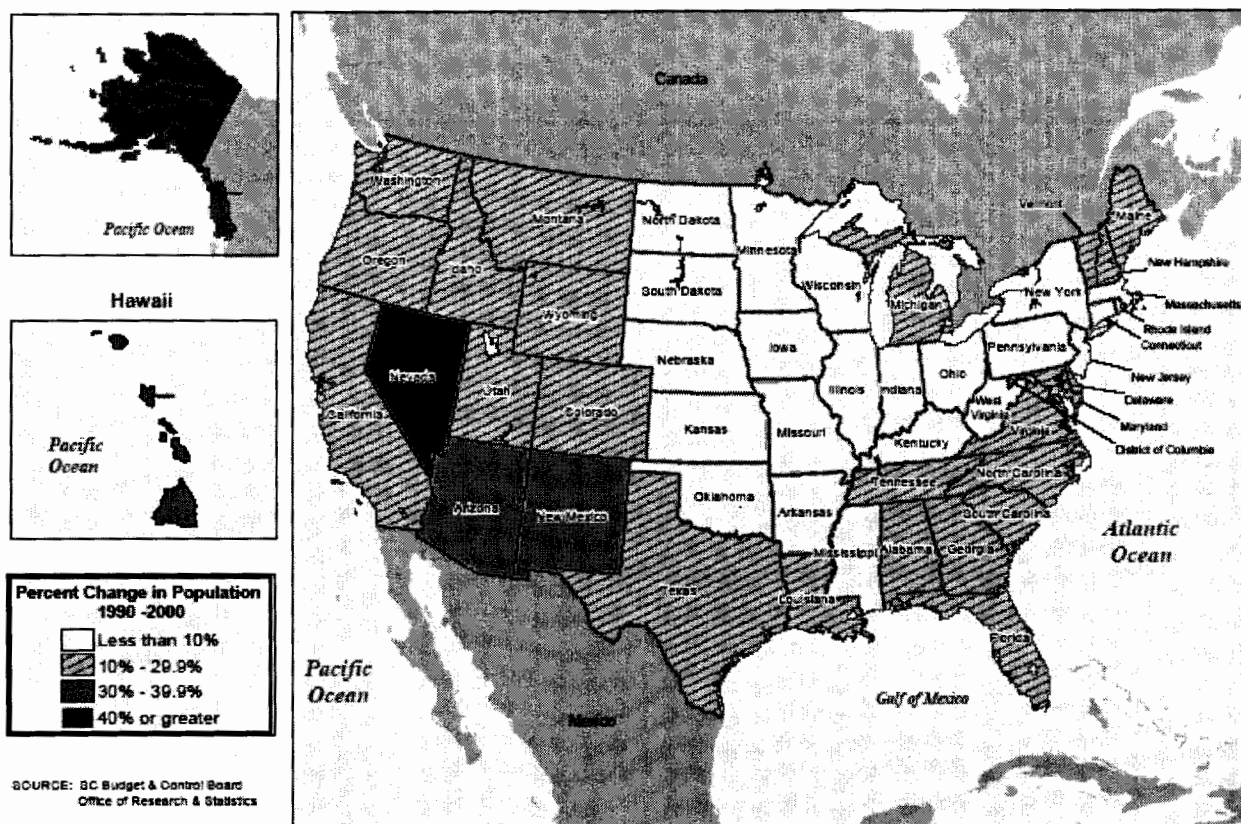 Pacific Ocean
Hawaii
Pacific
Ocean
Percent Change in Population
1990 -2000
Less than 10%
10% - 29.9%
30% - 39.9%
40% or greater
SOURCE: SC Budget & Control Board
Office of Research & Statistics
Canada
Washington
Montana
North Dakota
Minnesota
Vermont
Maine
Oregon
Idaho
South Dakota
Wisconsin
Michigan
New York
New Hampshire
Massachusetts
Rhode Island
Connecticut
Wyoming
Nebraska
Iowa
Pennsylvania
New Jersey
Nevada
Utah
Colorado
Illinois
Indiana
Ohio
Delaware
Maryland
District of Columbia
California
Kansas
Missouri
West
Virginia
Virginia
Kentucky
Arizona
New Mexico
Oklahoma
Arkansas
Tennessee
North Carolina
South Carolina
Mississippi
Alabama
Georgia
Texas
Louisiana
Florida
Atlantic
Ocean
Pacific
Ocean
Mexico
Gulf of Mexico